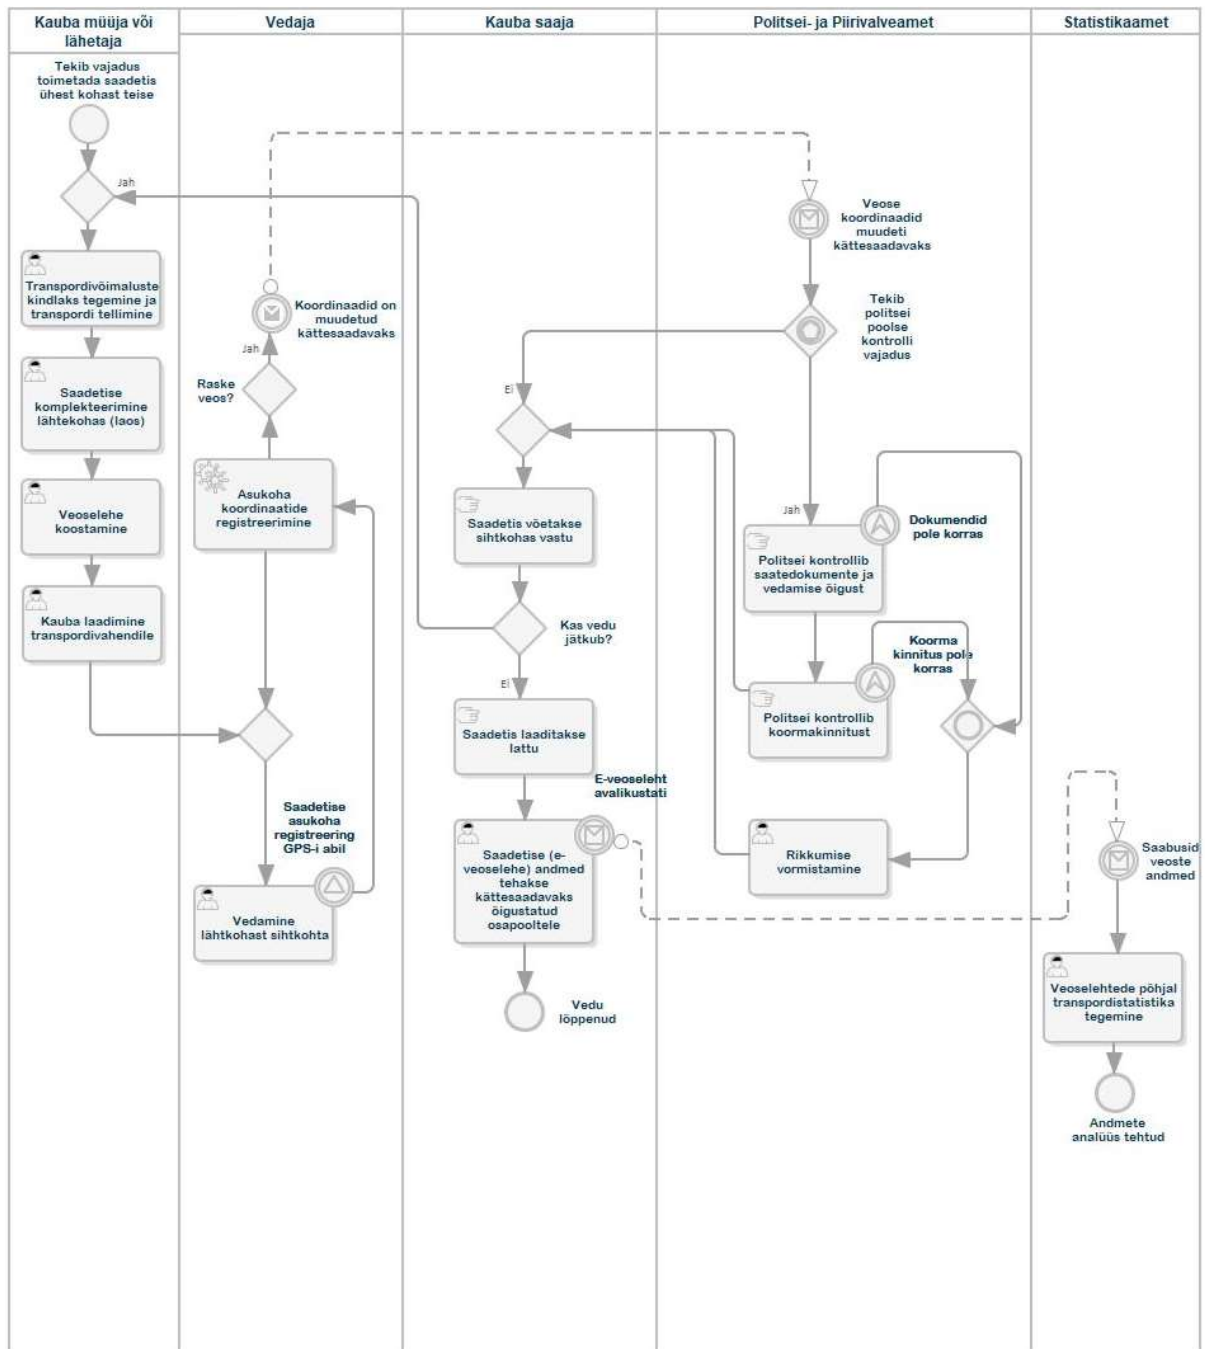 Kauba müüja või
lähetaja
Vedaja
Kauba saaja
Politsei- ja Piirivalveamet
Statistikaamet
Tekib vajadus
toimetada saadetis
ühest kohast teise
Jah
Transpordivõimaluste
kindlaks tegemine ja
transpordi tellimine
Saadetise
komplekteerimine
lähtekohas (laos)
Veoselehe
koostamine
Kauba laadimine
transpordivahendile
Koordinaadid on
muudetud
kättesaadavaks
Jah
Raske
veos?
Asukoha
koordinaatide
registreerimine
Saadetise
asukoha
registreering
GPS-i abil
Vedamine
lähtkohast sihtkohta
Ei
Saadetis võetakse
sihtkohas vastu
Kas vedu
jätkub?
Ei
Saadetis laaditakse
lattu
E-veoseleht
avalikustati
Saadetise (e-
veoselehe) andmed
tehakse
kättesaadavaks
õigustatud
osapooltele
Vedu
lõppenud
Veose
koordinaadid
muudeti
kättesaadavaks
Tekib
politsei
poolse
kontrolli
vajadus
Jah
Dokumendid
pole korras
Politsei kontrollib
saatedokumente ja
vedamise õigust
Koorma
kinnitus pole
korras
Politsei kontrollib
koormakinnitust
Rikkumise
vormistamine
Saabusid
veoste
andmed
Veoselehtede põhjal
transpordistatistika
tegemine
Andmete
analüüs tehtud